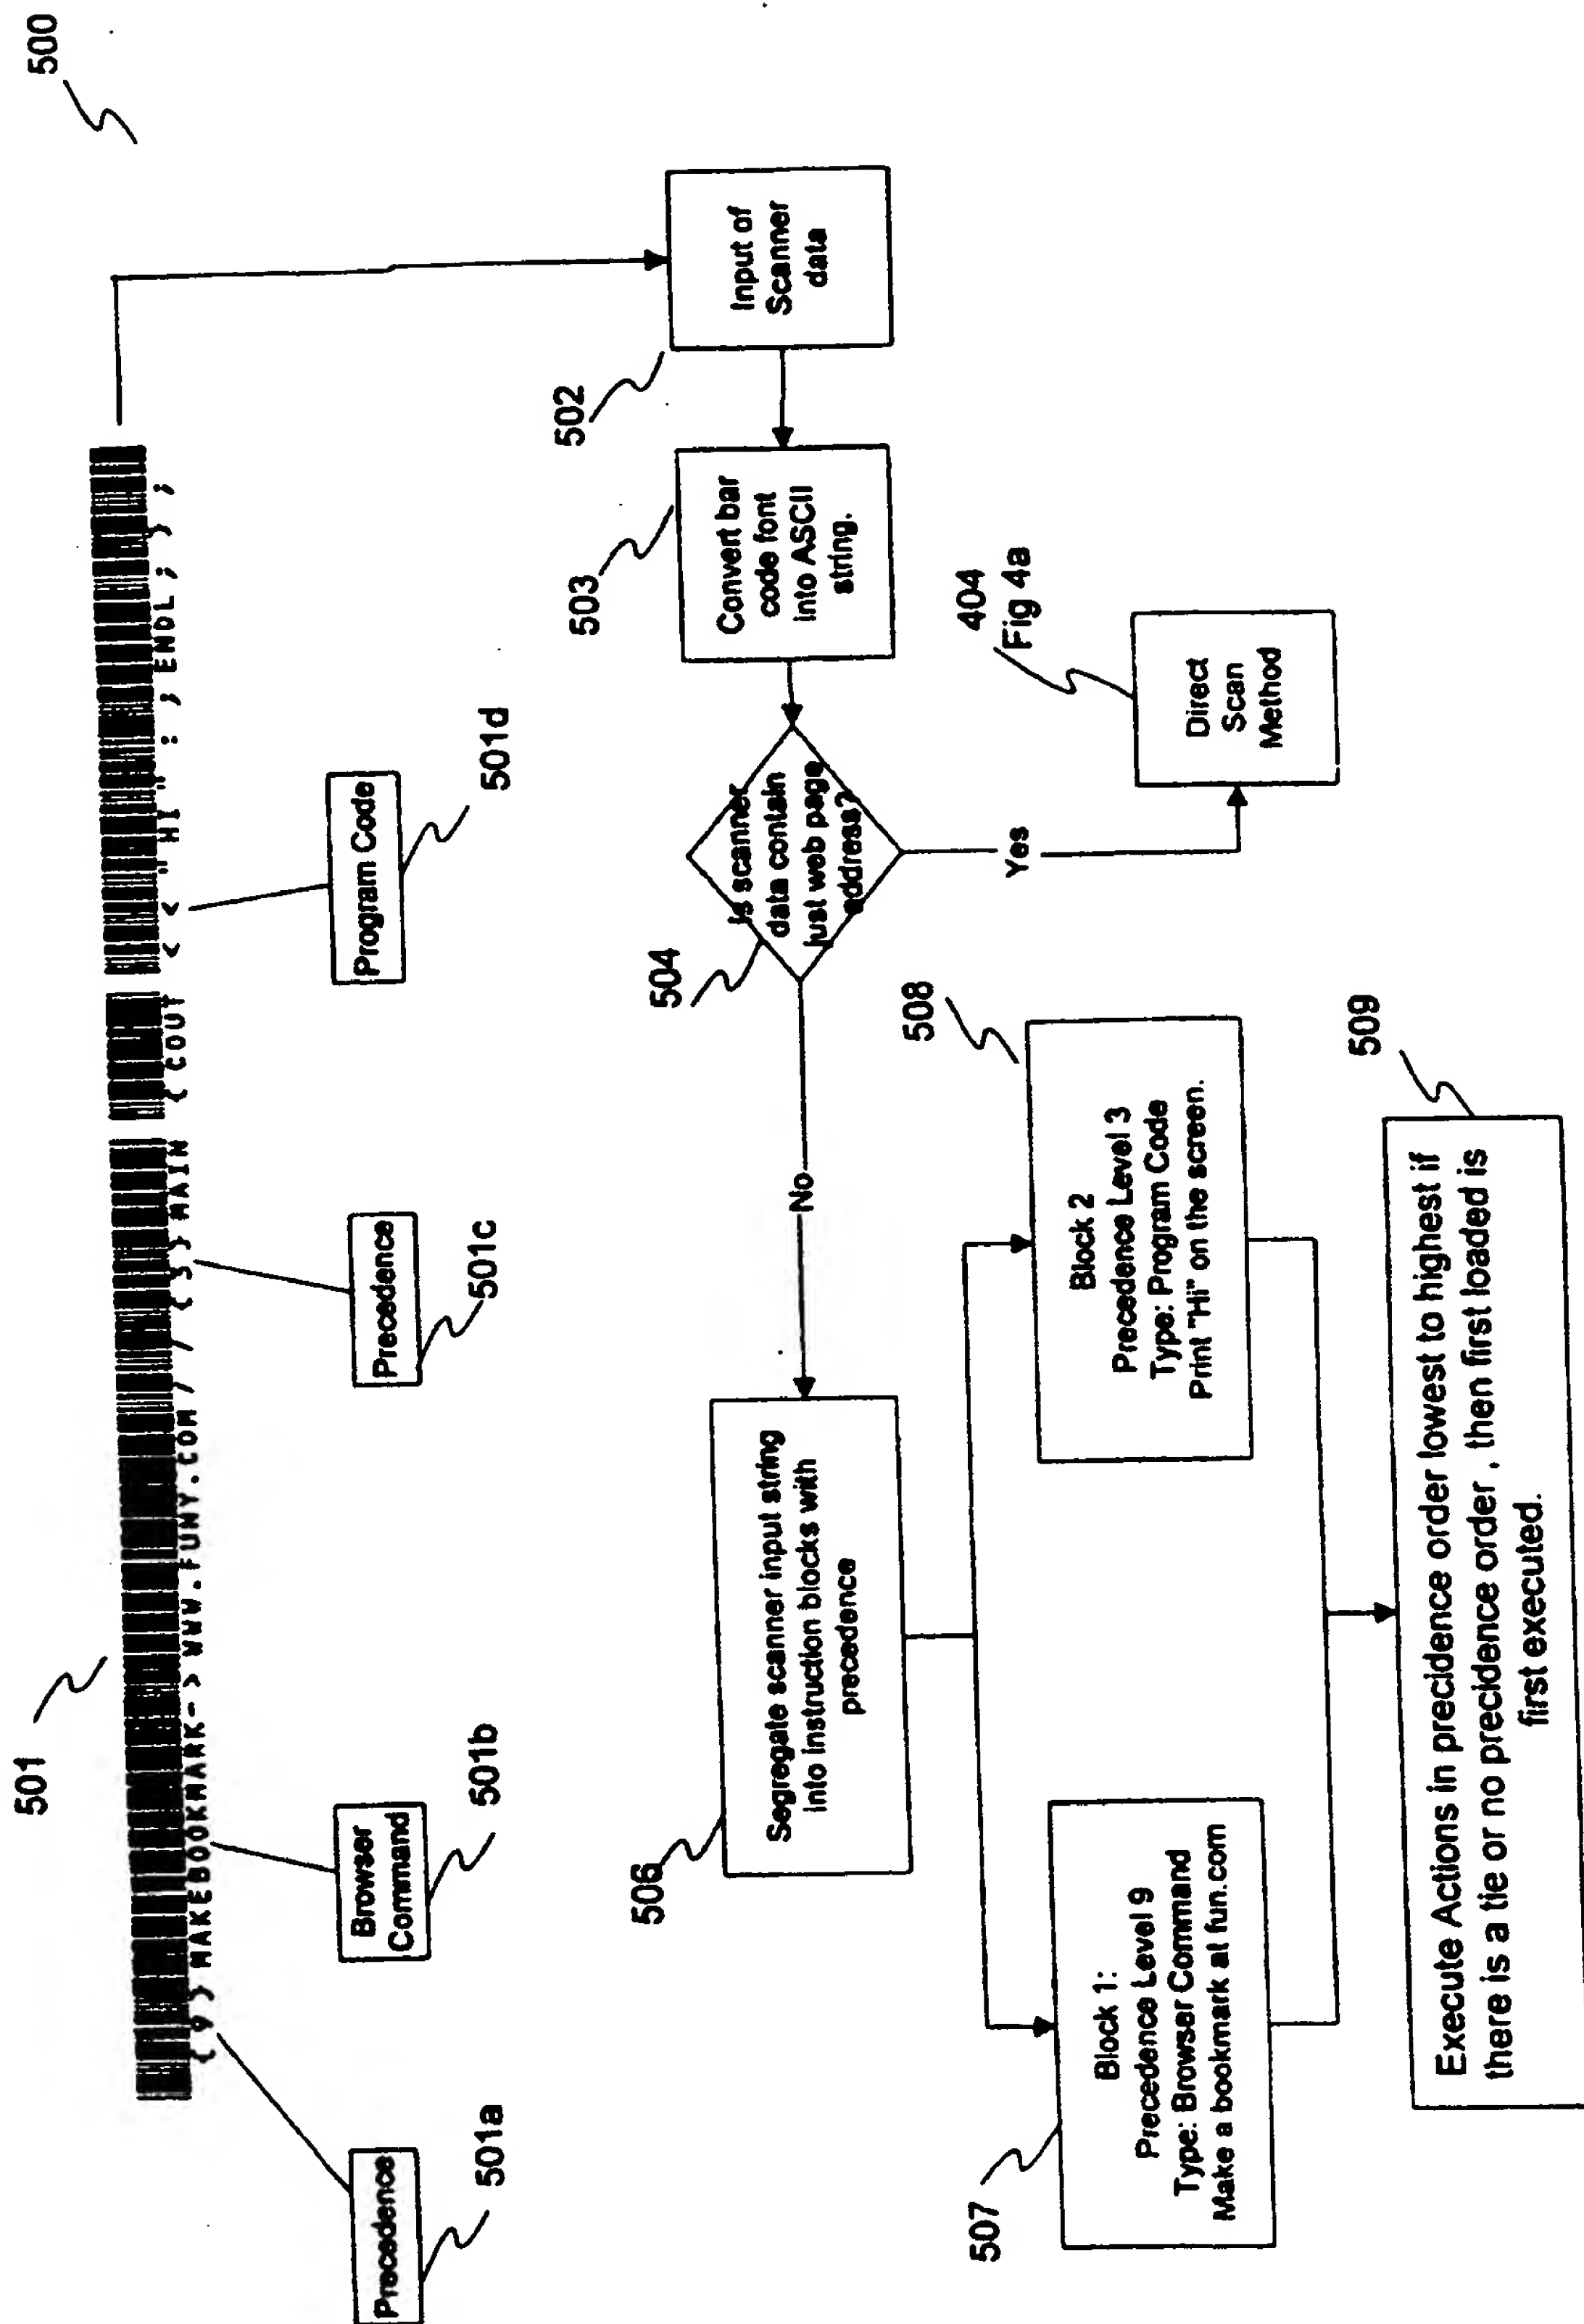 500
501
{9}MAKEBOOKMARK->WWW.FUNY.COM//{3}MAIN {COUT <<"HI":;ENDL;};
Precedence
501a
Browser
Command
501b
Precedence
501c
Program Code
501d
Input of
Scanner
data
502
Convert bar
code font
into ASCII
string.
503
is scanner
data contain
just web page
address?
504
Yes
Direct
Scan
Method
404
Fig 4a
No
Segregate scanner input string
into instruction blocks with
precedence
506
Block 1:
Precedence Level 9
Type: Browser Command
Make a bookmark at fun.com
507
Block 2
Precedence Level 3
Type: Program Code
Print "Hi" on the screen.
508
Execute Actions in precidence order lowest to highest if
there is a tie or no precidence order , then first loaded is
first executed.
509